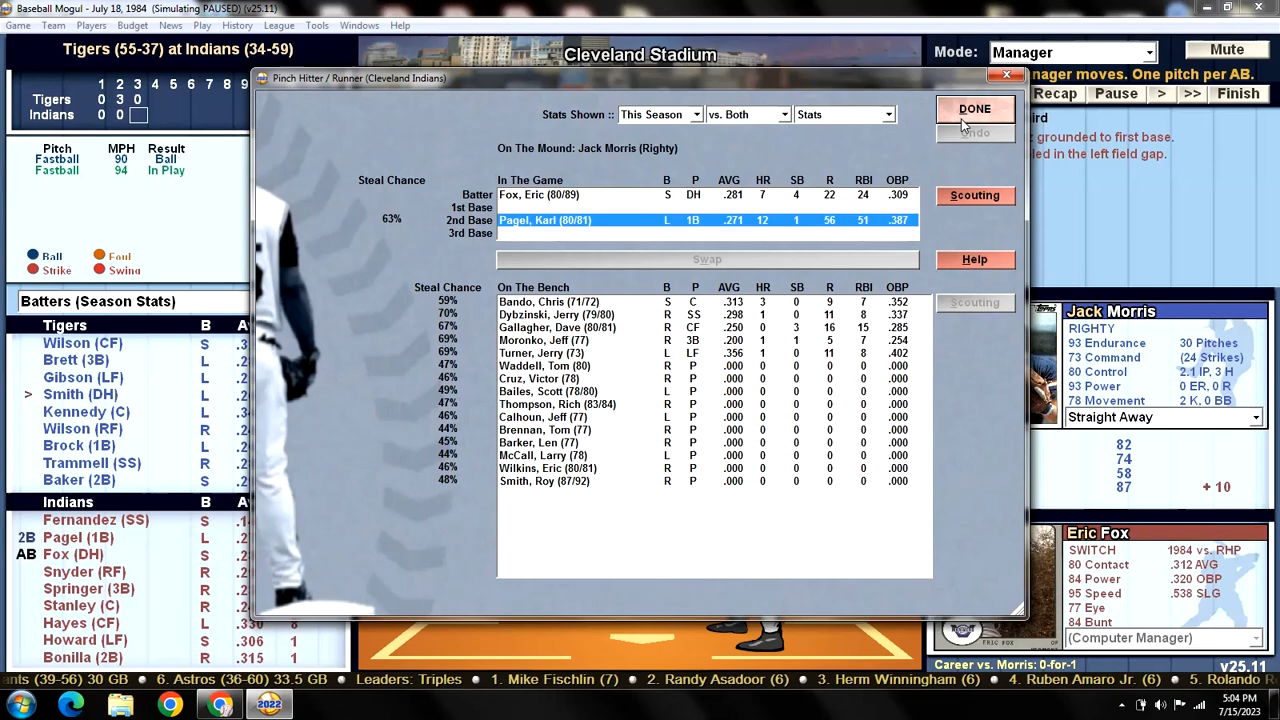 Baseball Mogul - July 18, 1984 (Simulating PAUSED) (v25.11)
Game Team Players Budget News Play History League Tools Windows Help
Tigers (55-37) at Indians (34-59)
1 2 3 4 5 6 7 8 9
Tigers 0 3 0
Indians 0 0
Cleveland Stadium
Mode: Manager Mute
nager moves. One pitch per AB.
Recap Pause > >> Finish
Pitch MPH Result
Fastball 90 Ball
Fastball 94 In Play
Ball Foul
Strike Swing
Batters (Season Stats)
Tigers B A
Wilson (CF) S .3
Brett (3B) L
Gibson (LF) L
> Smith (DH) L
Kennedy (C) L
Wilson (RF) R .2
Brock (1B) L
Trammell (SS) R .2
Baker (2B) R .2
Indians B A
Fernandez (SS) S
2B Pagel (1B) L .2
AB Fox (DH) S .2
Snyder (RF) R .2
Springer (3B) R .2
Stanley (C) R
Hayes (CF) L .330 8
Howard (LF) S .306 1
Bonilla (2B) R .315 1
Pinch Hitter / Runner (Cleveland Indians)
Stats Shown :: This Season vs. Both Stats
DONE
Undo
On The Mound: Jack Morris (Righty)
Steal Chance In The Game B P AVG HR SB R RBI OBP
Batter Fox, Eric (80/89) S DH .281 7 4 22 24 .309
1st Base
63% 2nd Base Pagel, Karl (80/81) L 1B .271 12 1 56 51 .387
3rd Base
Scouting
Swap
Help
Steal Chance On The Bench B P AVG HR SB R RBI OBP
59% Bando, Chris (71/72) S C .313 3 0 9 7 .352
70% Dybzinski, Jerry (79/80) R SS .298 1 0 11 8 .337
67% Gallagher, Dave (80/81) R CF .250 0 3 16 15 .285
69% Moronko, Jeff (77) R 3B .200 1 1 5 7 .254
69% Turner, Jerry (73) L LF .356 1 0 11 8 .402
47% Waddell, Tom (80) R P .000 0 0 0 0 .000
46% Cruz, Victor (78) R P .000 0 0 0 0 .000
49% Bailes, Scott (78/80) L P .000 0 0 0 0 .000
47% Thompson, Rich (83/84) R P .000 0 0 0 0 .000
46% Calhoun, Jeff (77) L P .000 0 0 0 0 .000
44% Brennan, Tom (77) R P .000 0 0 0 0 .000
45% Barker, Len (77) R P .000 0 0 0 0 .000
44% McCall, Larry (78) L P .000 0 0 0 0 .000
46% Wilkins, Eric (80/81) R P .000 0 0 0 0 .000
48% Smith, Roy (87/92) R P .000 0 0 0 0 .000
Scouting
ird
grounded to first base.
led in the left field gap.
Jack Morris
RIGHTY
93 Endurance 30 Pitches
73 Command (24 Strikes)
80 Control 2.1 IP, 3 H
93 Power 0 ER, 0 R
78 Movement 2 K, 0 BB
Straight Away
82
74
58
87 + 10
Eric Fox
SWITCH 1984 vs. RHP
80 Contact .312 AVG
84 Power .320 OBP
95 Speed .538 SLG
77 Eye
84 Bunt
(Computer Manager)
ERIC FOX
Career vs. Morris: 0-for-1 v25.11
ants (39-56) 30 GB 6. Astros (36-60) 33.5 GB Leaders: Triples 1. Mike Fischlin (7) 2. Randy Asadoor (6) 3. Herm Winningham (6) 4. Ruben Amaro Jr. (6) 5. Rolando
2022
5:04 PM
7/15/2023